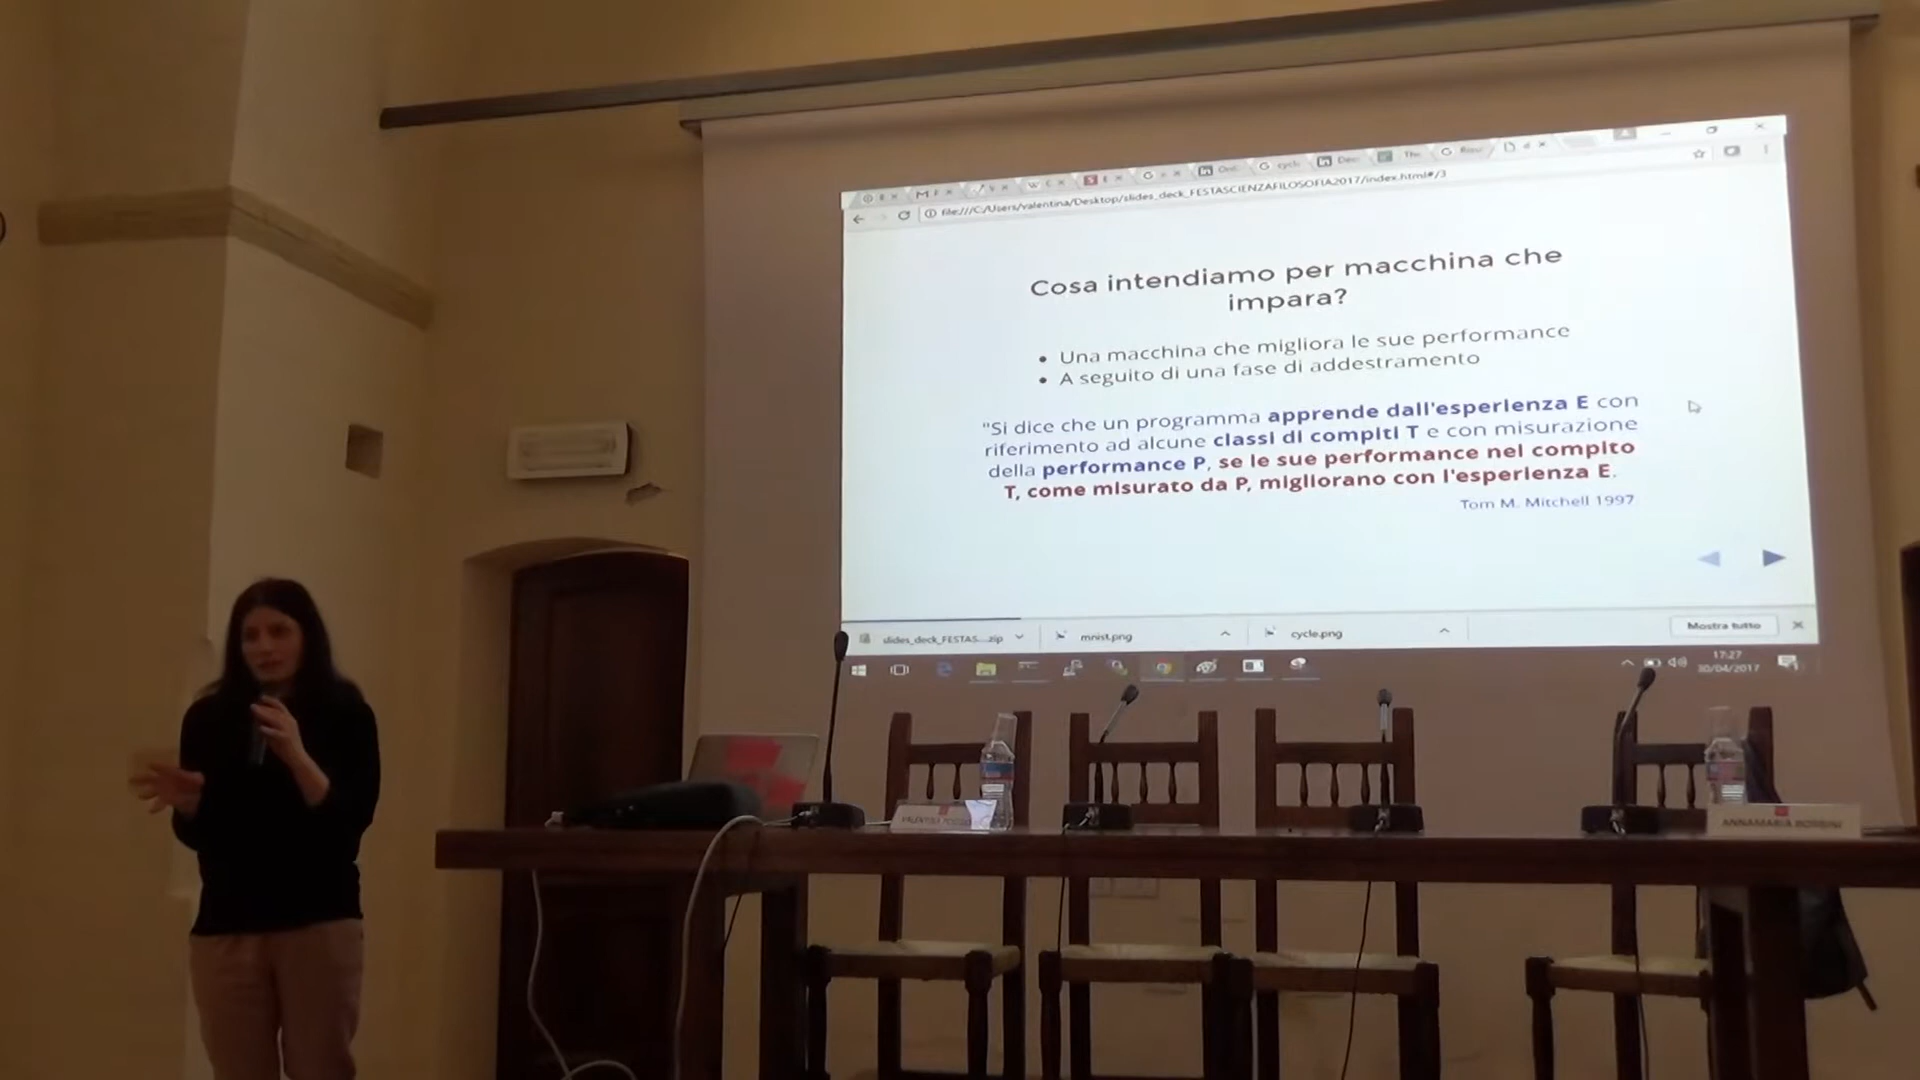 file:///C:/Users/valentina/Desktop/slides_deck_FESTASCIENZAFILOSOFIA2017/index.html#/3
Cosa intendiamo per macchina che
impara?
• Una macchina che migliora le sue performance
• A seguito di una fase di addestramento
"Si dice che un programma apprende dall'esperienza E con
riferimento ad alcune classi di compiti T e con misurazione
della performance P, se le sue performance nel compito
T, come misurato da P, migliorano con l'esperienza E.
Tom M. Mitchell 1997
slides_deck_FESTAS....zip
mnist.png
cycle.png
Mostra tutto
17:27
30/04/2017
VALENTINA
ANNAMARIA